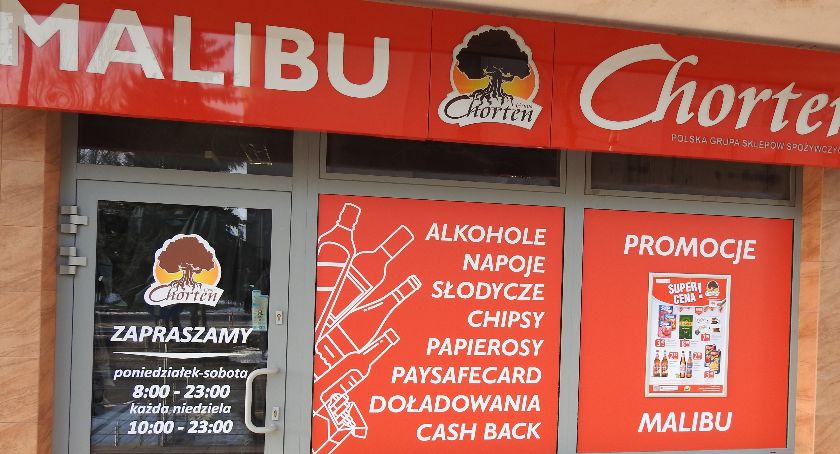 MALIBU
Chorten
Chorten
POLSKA GRUPA SKLEPÓW SPOŻYWCZYCH
Chorten
ZAPRASZAMY
poniedziałek-sobota
8:00 - 23:00
każda niedziela
10:00 - 23:00
ALKOHOLE
NAPOJE
SŁODYCZE
CHIPSY
PAPIEROSY
PAYSAFECARD
DOŁADOWANIA
CASH BACK
PROMOCJE
SUPER
CENA!
MALIBU